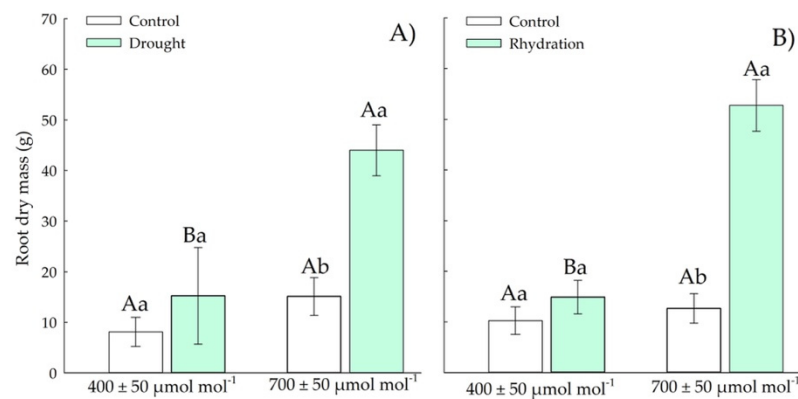 70
60
50
40
30
20
10
0
Root dry mass (g)
Control
Drought
A)
Aa
Ba
Ab
Aa
400 ± 50 μmol mol⁻¹
700 ± 50 μmol mol⁻¹
Control
Rhydration
B)
Aa
Ba
Ab
Aa
400 ± 50 μmol mol⁻¹
700 ± 50 μmol mol⁻¹